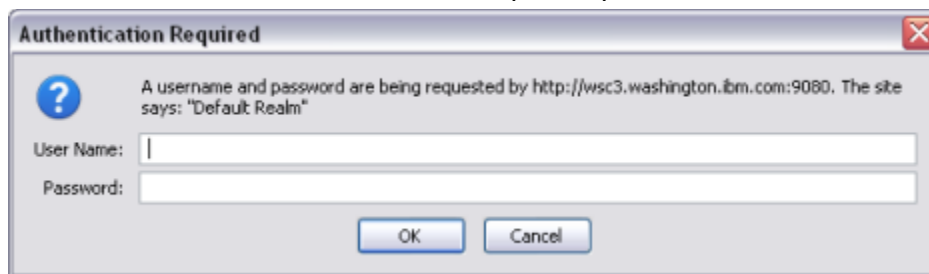 Authentication Required
A username and password are being requested by http://wsc3.washington.ibm.com:9080. The site
says: "Default Realm"
User Name:
Password:
OK Cancel